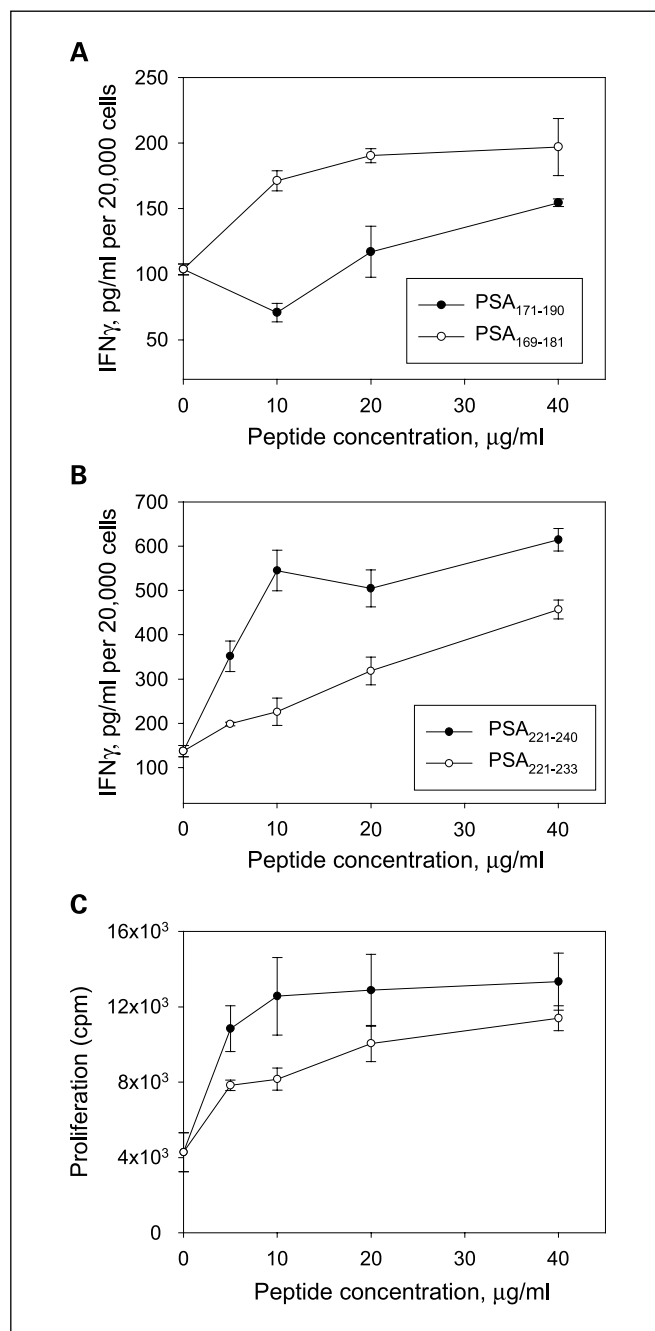 A
IFNγ, pg/ml per 20,000 cells
250
200
150
100
50
0 10 20 30 40
Peptide concentration, μg/ml
PSA171-190
PSA169-181
B
IFNγ, pg/ml per 20,000 cells
700
600
500
400
300
200
100
0 10 20 30 40
Peptide concentration, μg/ml
PSA221-240
PSA221-233
C
Proliferation (cpm)
16x10³
12x10³
8x10³
4x10³
0
0 10 20 30 40
Peptide concentration, μg/ml